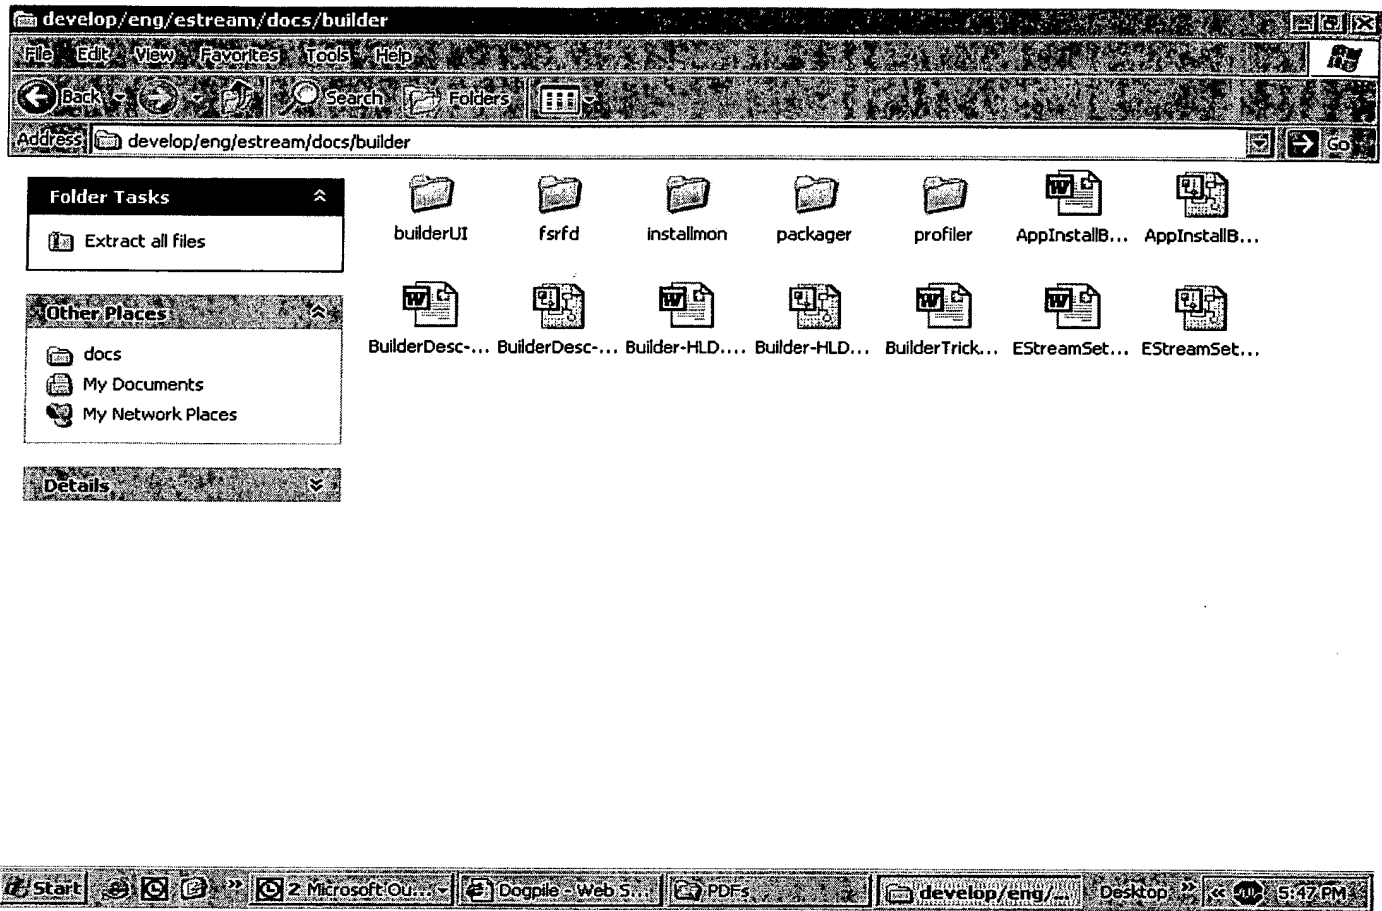 develop/eng/estream/docs/builder
File Edit View Favorites Tools Help
Back Search Folders
Address develop/eng/estream/docs/builder Go
Folder Tasks
Extract all files
Other Places
docs
My Documents
My Network Places
Details
builderUI fsrfd installmon packager profiler AppInstallB... AppInstallB...
BuilderDesc-... BuilderDesc-... Builder-HLD.... Builder-HLD... BuilderTrick... EStreamSet... EStreamSet...
Start 2 Microsoft Ou... Dogpile - Web S... PDFs develop/eng/... Desktop 5:47 PM